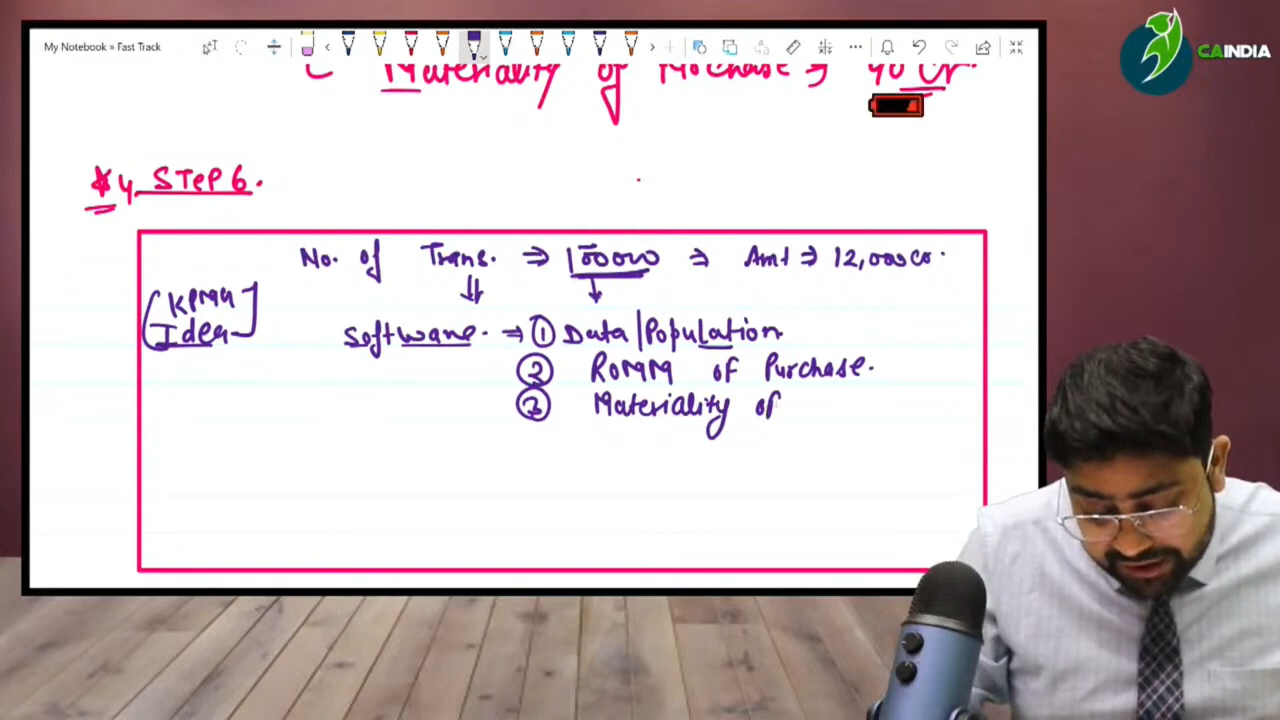 My Notebook » Fast Track
CAINDIA
Materiality of Purchase ⇒ 40 Cr.
* 4 STEP 6.
No. of Trans. ⇒ 100000 ⇒ Amt ⇒ 12,000 Cr.
[KPMG
Idea]
Software. ⇒ ① Data/Population
② ROMM of Purchase.
③ Materiality of